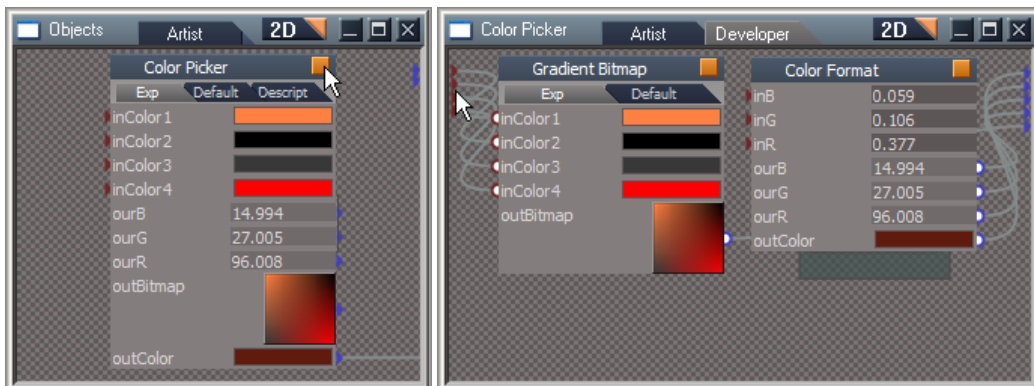 Objects
Artist
2D
Color Picker
Exp
Default
Descript
inColor1
inColor2
inColor3
inColor4
ourB 14.994
ourG 27.005
ourR 96.008
outBitmap
outColor
Color Picker
Artist
Developer
2D
Gradient Bitmap
Exp
Default
inColor1
inColor2
inColor3
inColor4
outBitmap
Color Format
inB 0.059
inG 0.106
inR 0.377
ourB 14.994
ourG 27.005
ourR 96.008
outColor